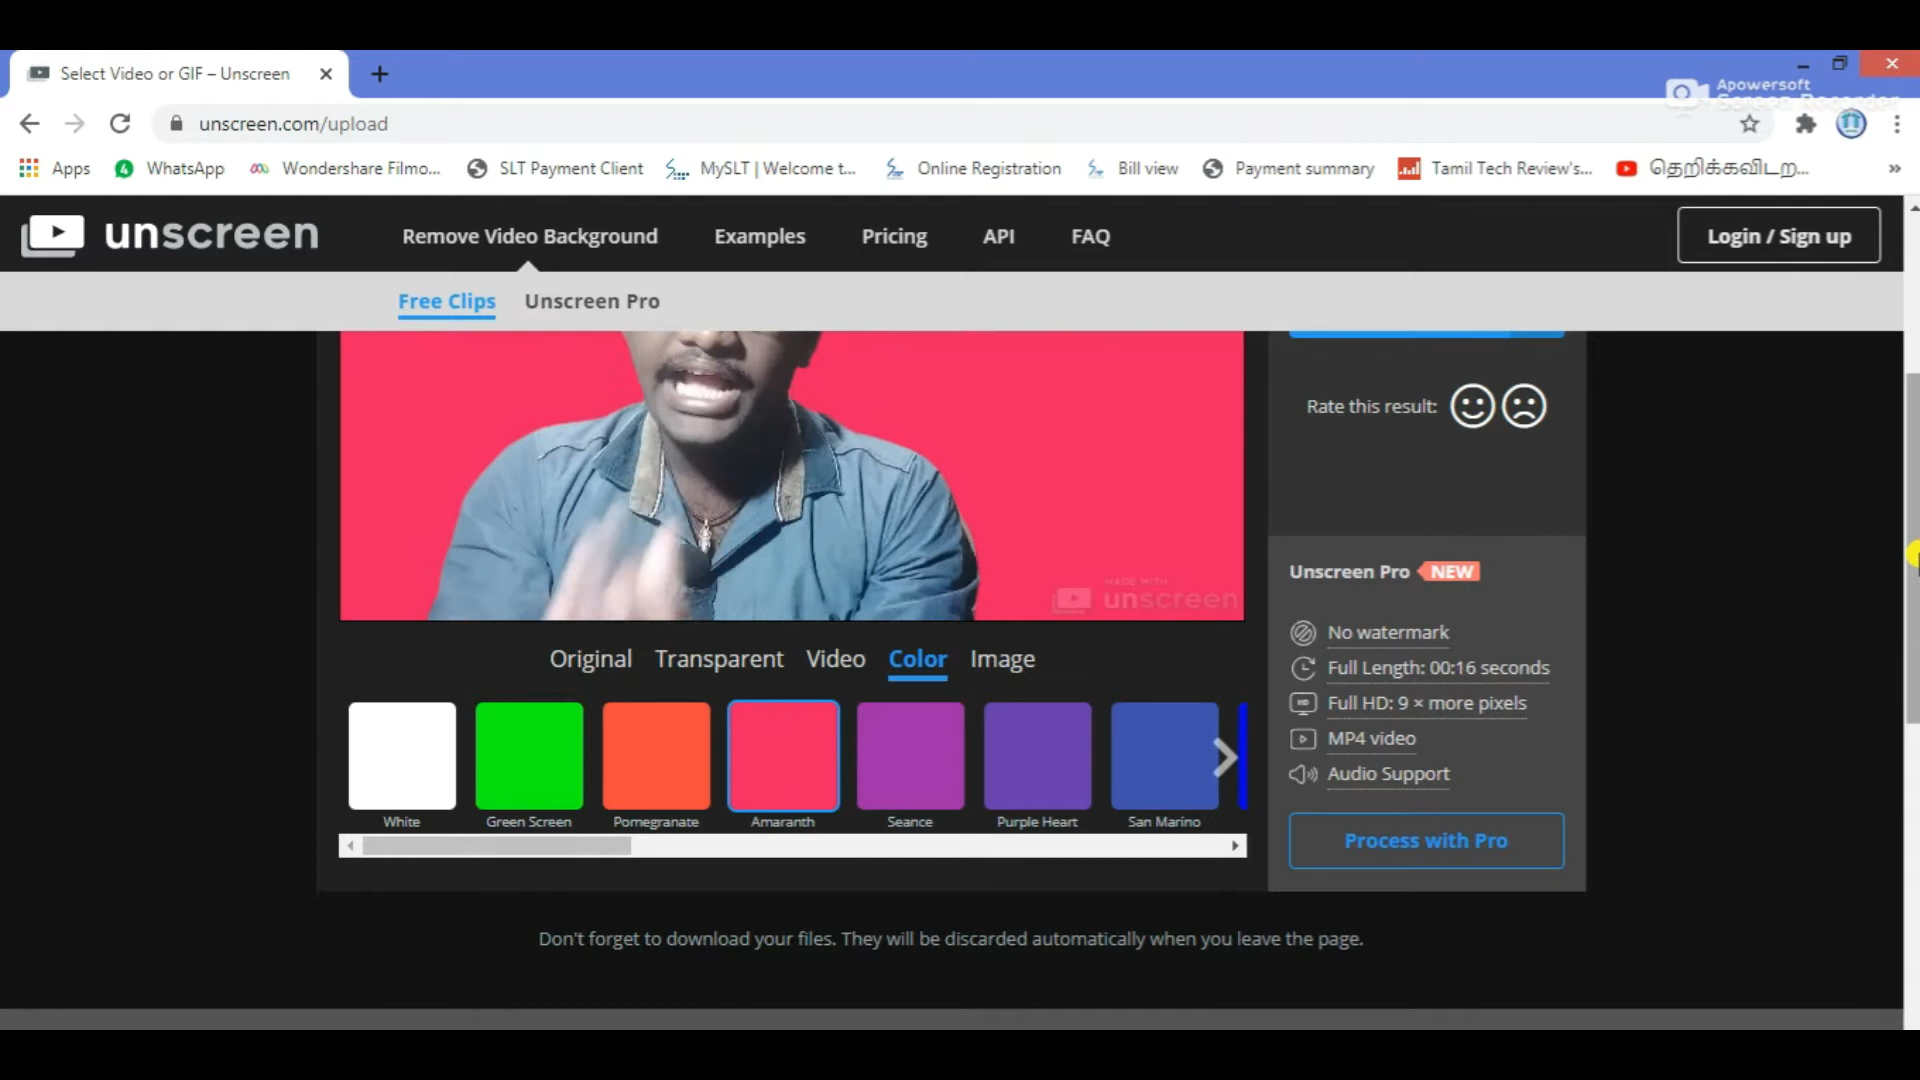 Select Video or GIF – Unscreen
Apowersoft
Screen Recorder
unscreen.com/upload
Apps
WhatsApp
Wondershare Filmo...
SLT Payment Client
MySLT | Welcome t...
Online Registration
Bill view
Payment summary
Tamil Tech Review's...
தெறிக்கவிடற...
unscreen
Remove Video Background
Examples
Pricing
API
FAQ
Login / Sign up
Free Clips
Unscreen Pro
Rate this result:
MADE WITH
unscreen
Original
Transparent
Video
Color
Image
White
Green Screen
Pomegranate
Amaranth
Seance
Purple Heart
San Marino
Unscreen Pro NEW
No watermark
Full Length: 00:16 seconds
Full HD: 9 × more pixels
MP4 video
Audio Support
Process with Pro
Don't forget to download your files. They will be discarded automatically when you leave the page.